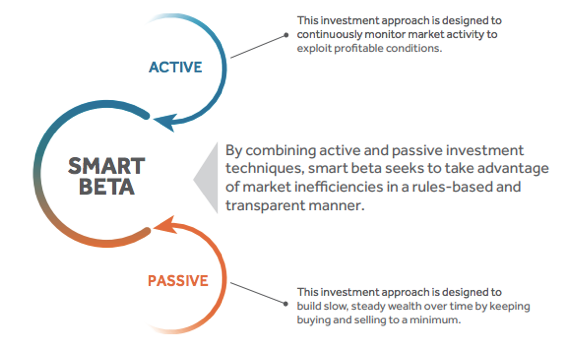 This investment approach is designed to
continuously monitor market activity to
exploit profitable conditions.
ACTIVE
SMART
BETA
By combining active and passive investment
techniques, smart beta seeks to take advantage
of market inefficiencies in a rules-based and
transparent manner.
PASSIVE
This investment approach is designed to
build slow, steady wealth over time by keeping
buying and selling to a minimum.